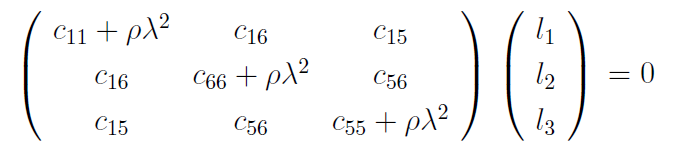 c₁₁ + ρλ² c₁₆ c₁₅ l₁
c₁₆ c₆₆ + ρλ² c₅₆ l₂ = 0
c₁₅ c₅₆ c₅₅ + ρλ² l₃